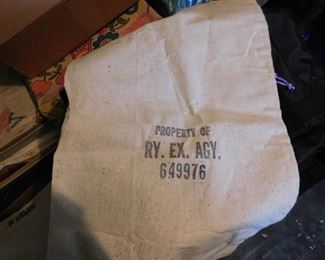 PROPERTY OF
RY. EX. AGY.
649976